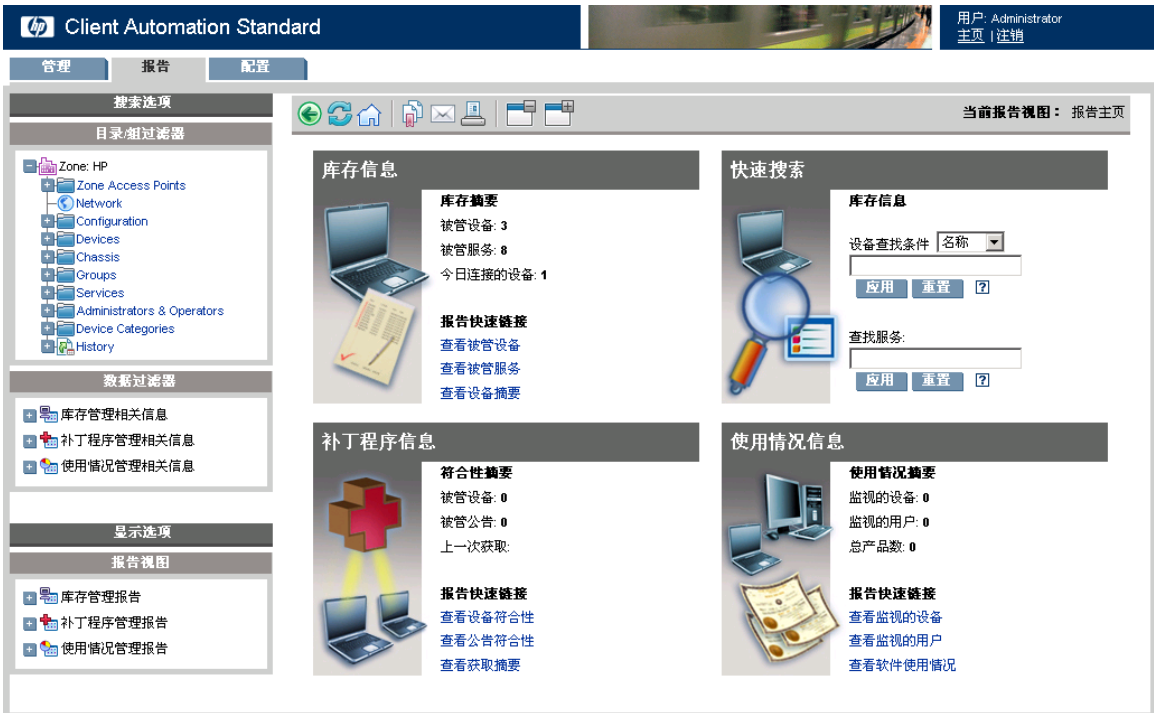 hp Client Automation Standard
用户: Administrator
主页 | 注销
管理 报告 配置
搜索选项
目录/组过滤器
Zone: HP
Zone Access Points
Network
Configuration
Devices
Chassis
Groups
Services
Administrators & Operators
Device Categories
History
数据过滤器
库存管理相关信息
补丁程序管理相关信息
使用情况管理相关信息
显示选项
报告视图
库存管理报告
补丁程序管理报告
使用情况管理报告
当前报告视图： 报告主页
库存信息
库存摘要
被管设备: 3
被管服务: 8
今日连接的设备: 1
报告快速链接
查看被管设备
查看被管服务
查看设备摘要
快速搜索
库存信息
设备查找条件 名称
应用 重置 ?
查找服务:
应用 重置 ?
补丁程序信息
符合性摘要
被管设备: 0
被管公告: 0
上一次获取:
报告快速链接
查看设备符合性
查看公告符合性
查看获取摘要
使用情况信息
使用情况摘要
监视的设备: 0
监视的用户: 0
总产品数: 0
报告快速链接
查看监视的设备
查看监视的用户
查看软件使用情况